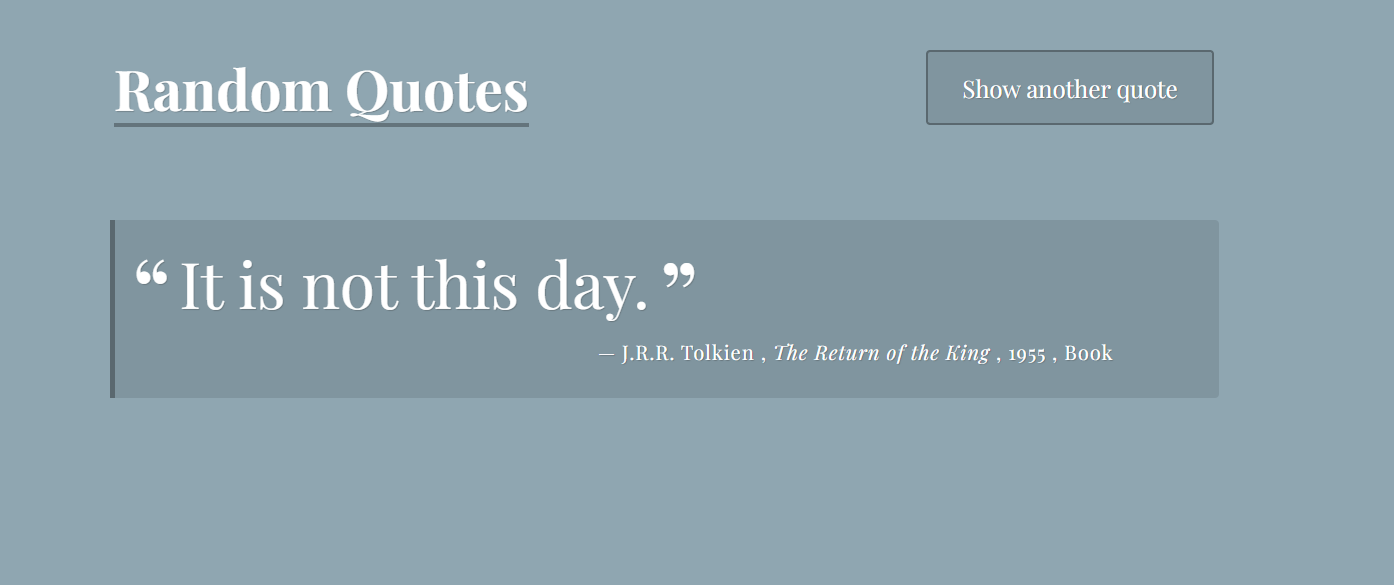 Random Quotes
Show another quote
“ It is not this day. ”
— J.R.R. Tolkien , The Return of the King , 1955 , Book